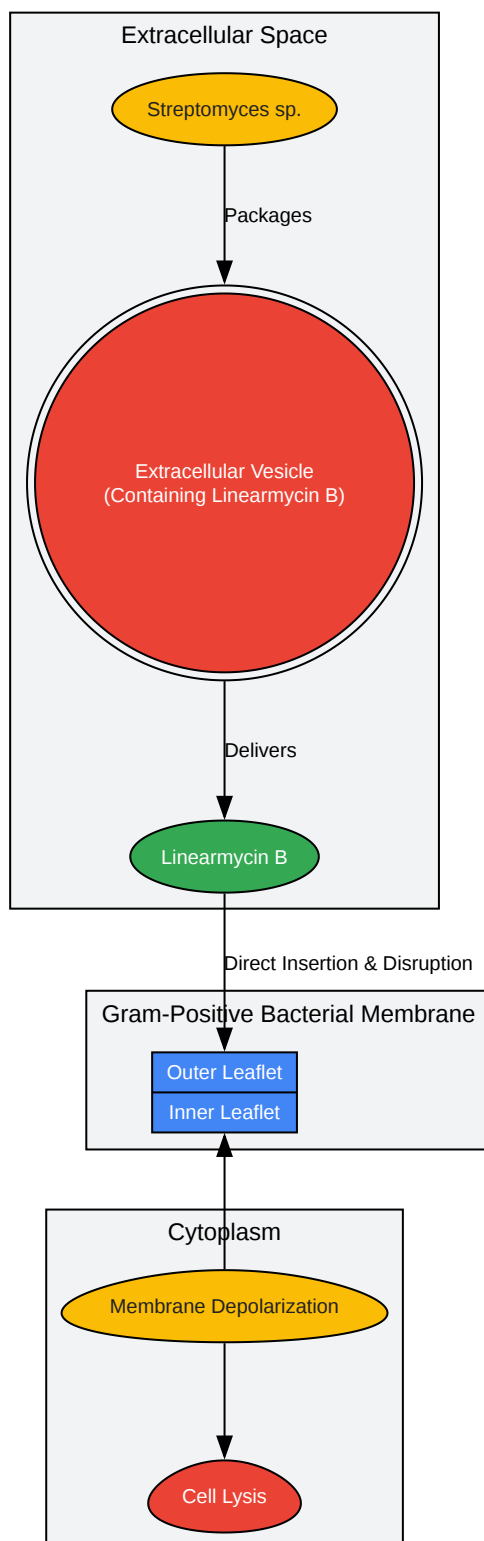 Extracellular Space
Streptomyces sp.
Packages
Extracellular Vesicle
(Containing Linearmycin B)
Delivers
Linearmycin B
Direct Insertion & Disruption
Gram-Positive Bacterial Membrane
Outer Leaflet
Inner Leaflet
Cytoplasm
Membrane Depolarization
Cell Lysis